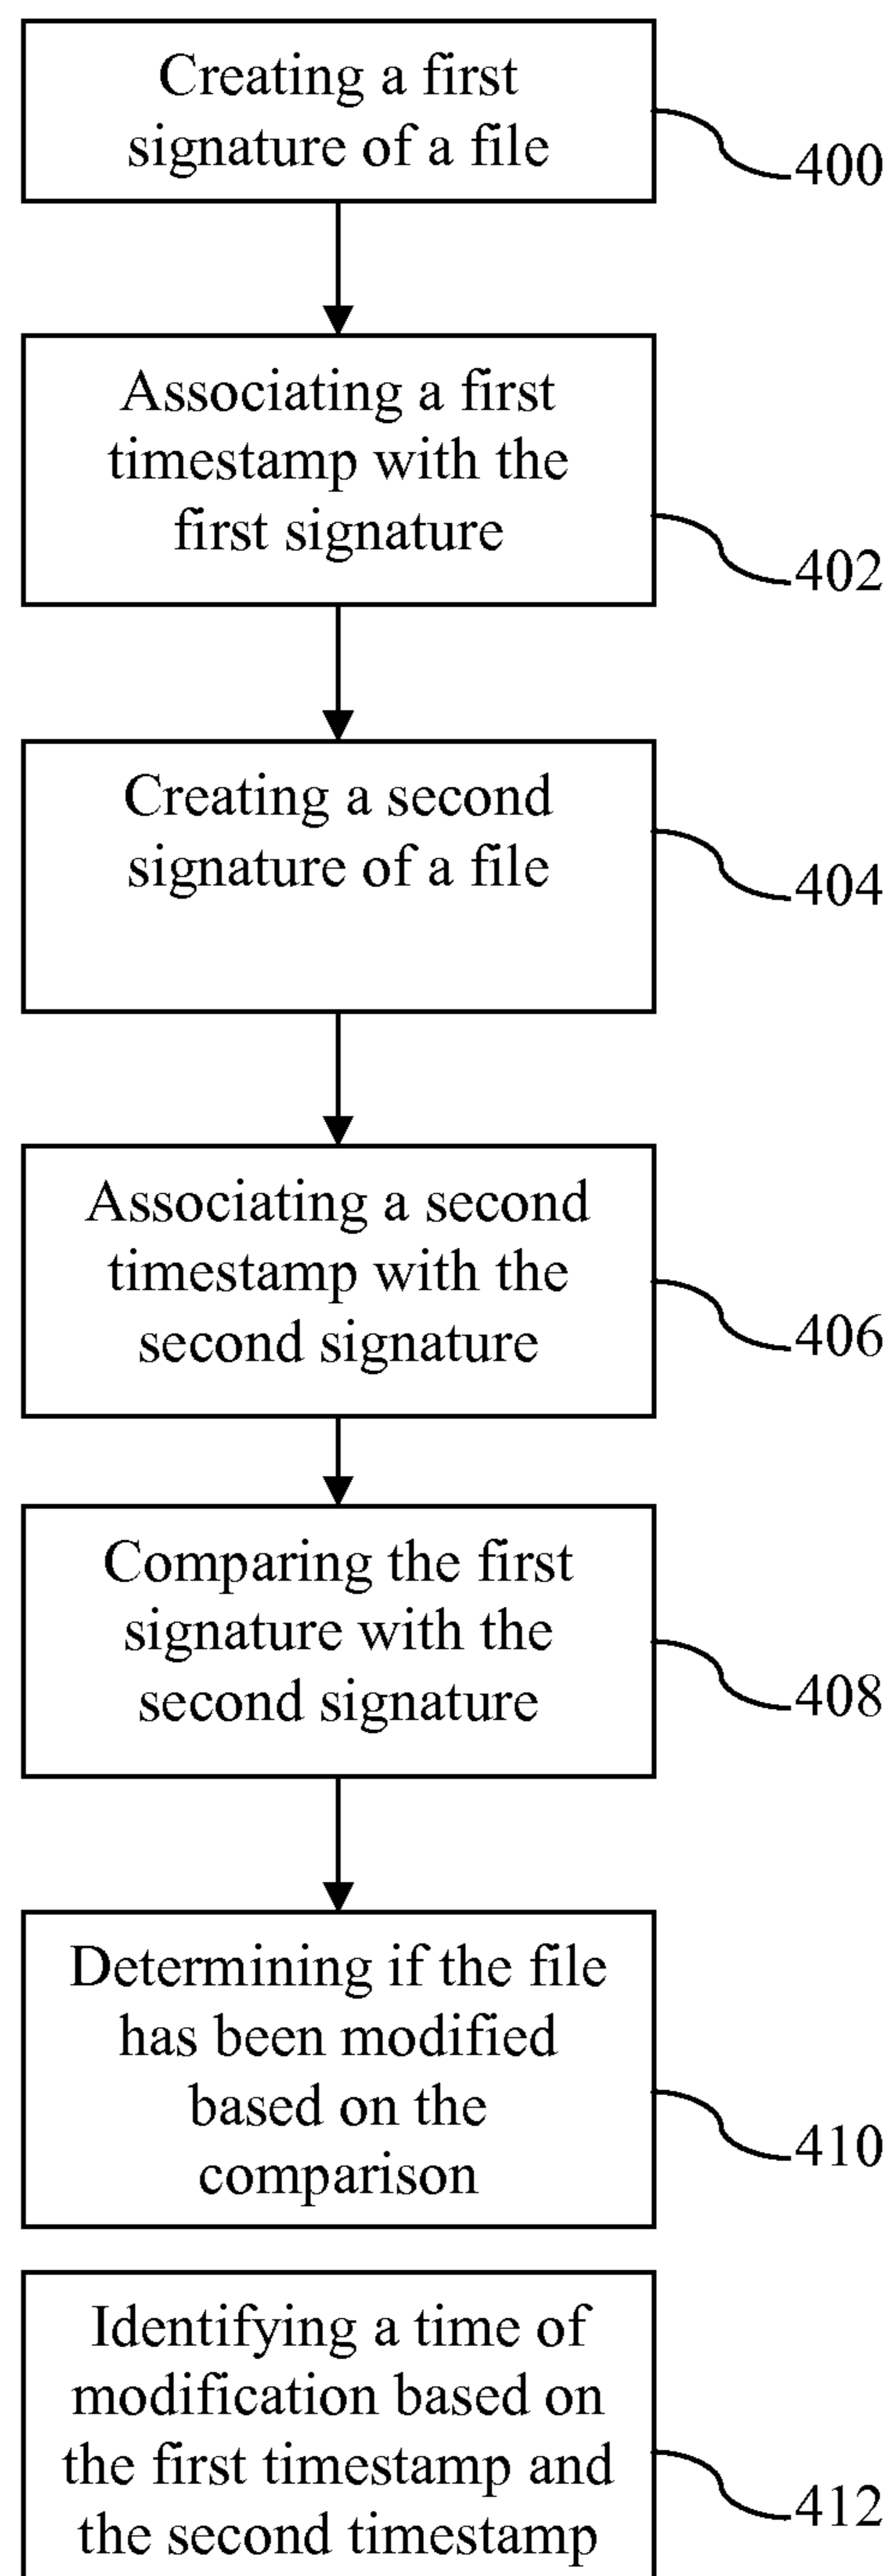 Creating a first
signature of a file
400
Associating a first
timestamp with the
first signature
402
Creating a second
signature of a file
404
Associating a second
timestamp with the
second signature
406
Comparing the first
signature with the
second signature
408
Determining if the file
has been modified
based on the
comparison
410
Identifying a time of
modification based on
the first timestamp and
the second timestamp
412